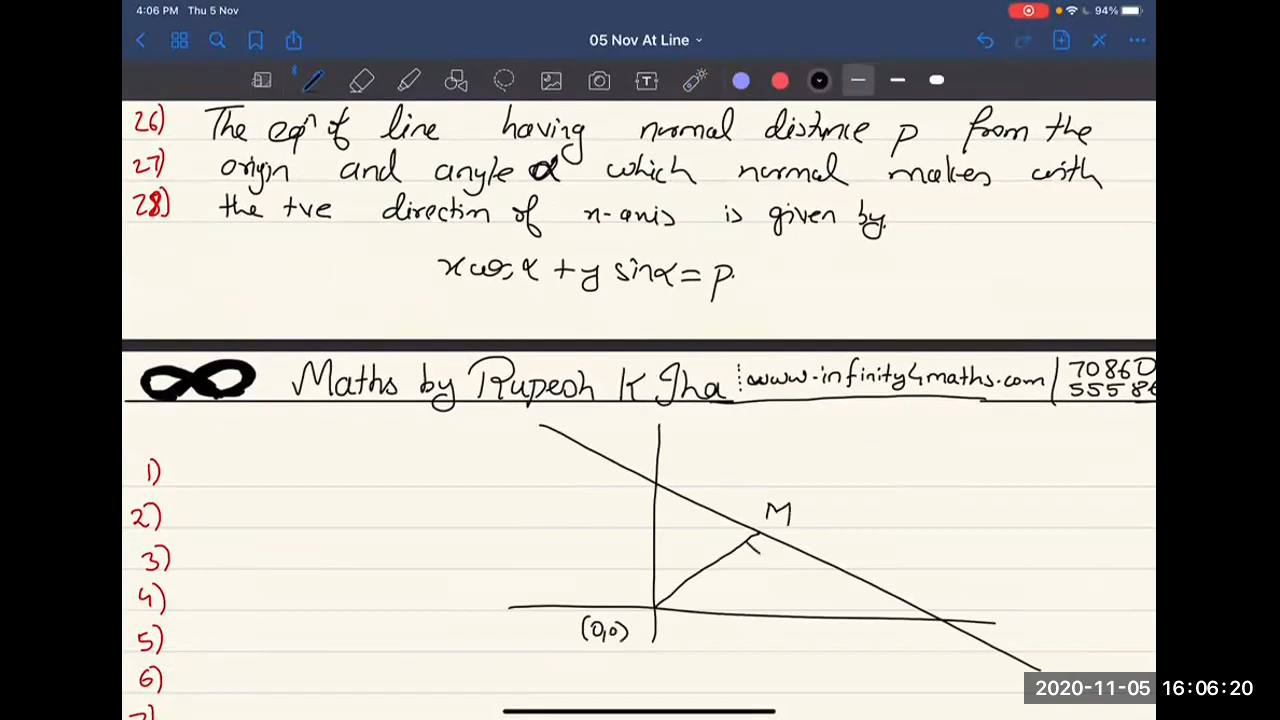 4:06 PM Thu 5 Nov
94%
05 Nov At Line
26) The eqn of line having normal distance p from the
27) origin and angle α which normal makes with
28) the +ve direction of x-axis is given by.
x cos α + y sin α = p.
Maths by Rupesh K Jha www.infinity4maths.com
1)
M
2)
3)
4)
(0,0)
5)
6)
2020-11-05 16:06:20